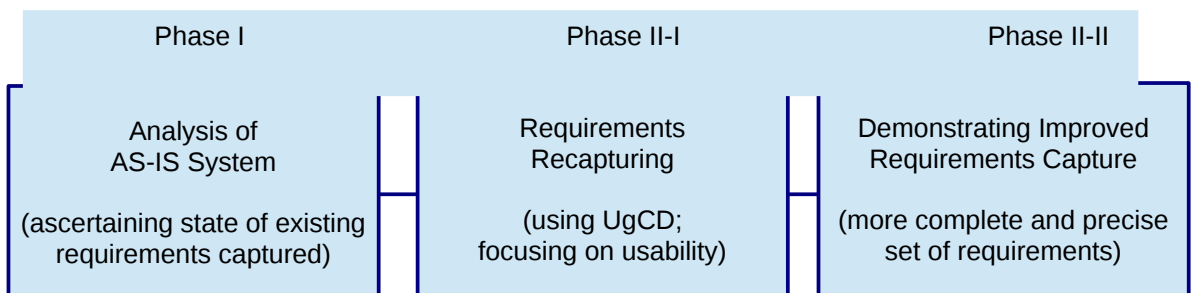 Phase I
Phase II-I
Phase II-II
Analysis of
AS-IS System
(ascertaining state of existing
requirements captured)
Requirements
Recapturing
(using UgCD;
focusing on usability)
Demonstrating Improved
Requirements Capture
(more complete and precise
set of requirements)